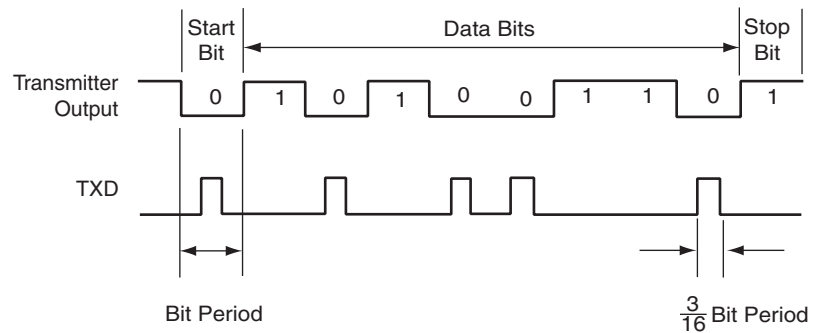 Start Bit
Data Bits
Stop Bit
Transmitter Output
0 1 0 1 0 0 1 1 0 1
TXD
Bit Period
3/16 Bit Period